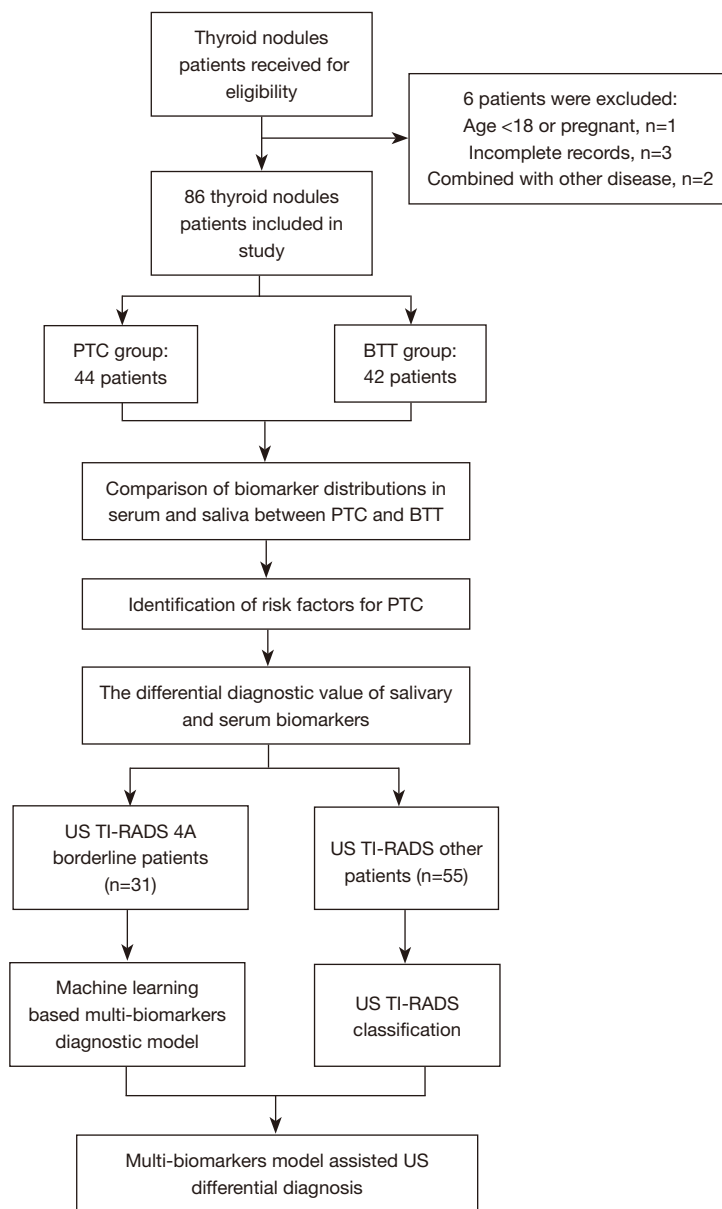 Thyroid nodules
patients received for
eligibility
6 patients were excluded:
Age <18 or pregnant, n=1
Incomplete records, n=3
Combined with other disease, n=2
86 thyroid nodules
patients included in
study
PTC group:
44 patients
BTT group:
42 patients
Comparison of biomarker distributions in
serum and saliva between PTC and BTT
Identification of risk factors for PTC
The differential diagnostic value of salivary
and serum biomarkers
US TI-RADS 4A
borderline patients
(n=31)
US TI-RADS other
patients (n=55)
Machine learning
based multi-biomarkers
diagnostic model
US TI-RADS
classification
Multi-biomarkers model assisted US
differential diagnosis